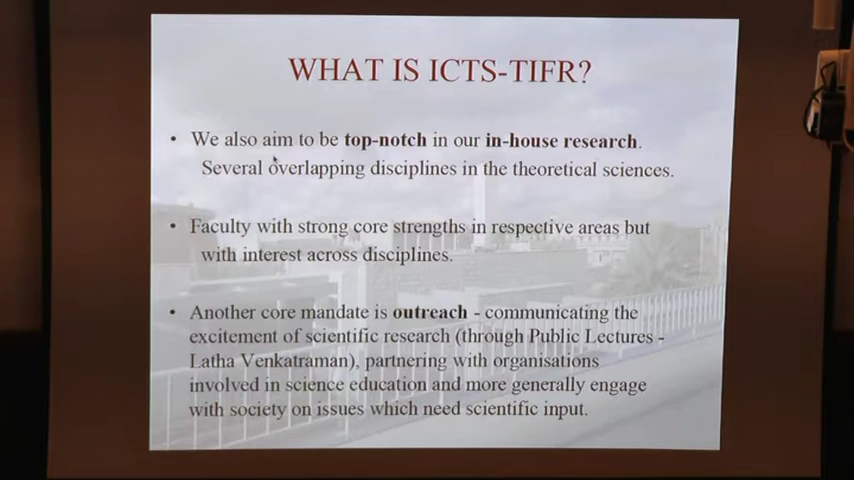 WHAT IS ICTS-TIFR?
• We also aim to be top-notch in our in-house research.
Several overlapping disciplines in the theoretical sciences.
• Faculty with strong core strengths in respective areas but
with interest across disciplines.
• Another core mandate is outreach - communicating the
excitement of scientific research (through Public Lectures -
Latha Venkatraman), partnering with organisations
involved in science education and more generally engage
with society on issues which need scientific input.